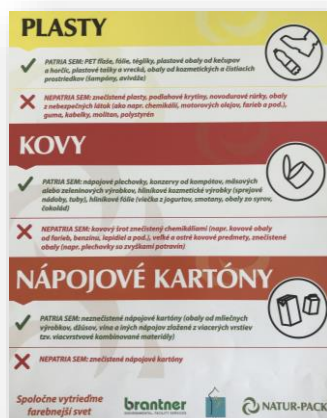 PLASTY
PATRIA SEM: PET fľaše, fólie, tégliky, plastové obaly od kečupov
a horčíc, plastové tašky a vrecká, obaly od kozmetických a čistiacich
prostriedkov (šampóny, aviváže)
NEPATRIA SEM: znečistené plasty, podlahové krytiny, novodurové rúrky, obaly
z nebezpečných látok (ako napr. chemikálií, motorových olejov, farieb a pod.),
guma, kabelky, molitan, polystyrén
KOVY
PATRIA SEM: nápojové plechovky, konzervy od kompótov, mäsových
alebo zeleninových výrobkov, hliníkové kozmetické výrobky (sprejové
nádoby, tuby), hliníkové fólie (viečka z jogurtov, smotany, obaly zo syrov,
čokolád)
NEPATRIA SEM: kovový šrot znečistený chemikáliami (napr. kovové obaly
od farieb, benzínu, lepidiel a pod.), veľké a ostré kovové predmety, znečistené
obaly (napr. plechovky so zvyškami potravín)
NÁPOJOVÉ KARTÓNY
PATRIA SEM: neznečistené nápojové kartóny (obaly od mliečnych
výrobkov, džúsov, vína a iných nápojov zložené z viacerých vrstiev
tzv. viacvrstvové kombinované materiály)
NEPATRIA SEM: znečistené nápojové kartóny
Spoločne vytrieďme
farebnejší svet
brantner
NATUR-PACK